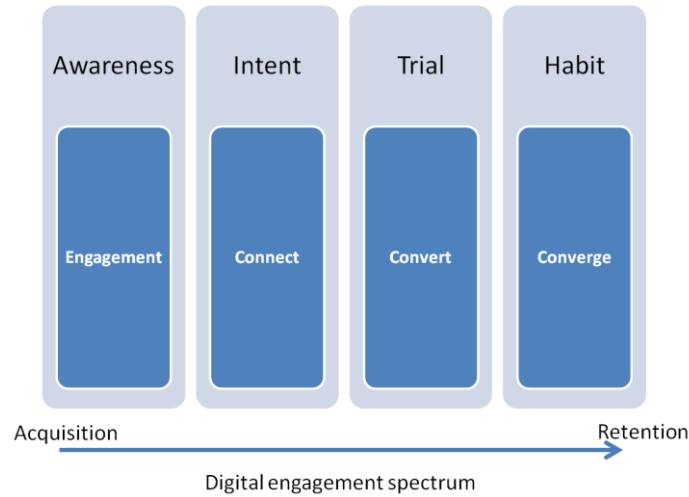 Awareness
Intent
Trial
Habit
Engagement
Connect
Convert
Converge
Acquisition
Retention
Digital engagement spectrum